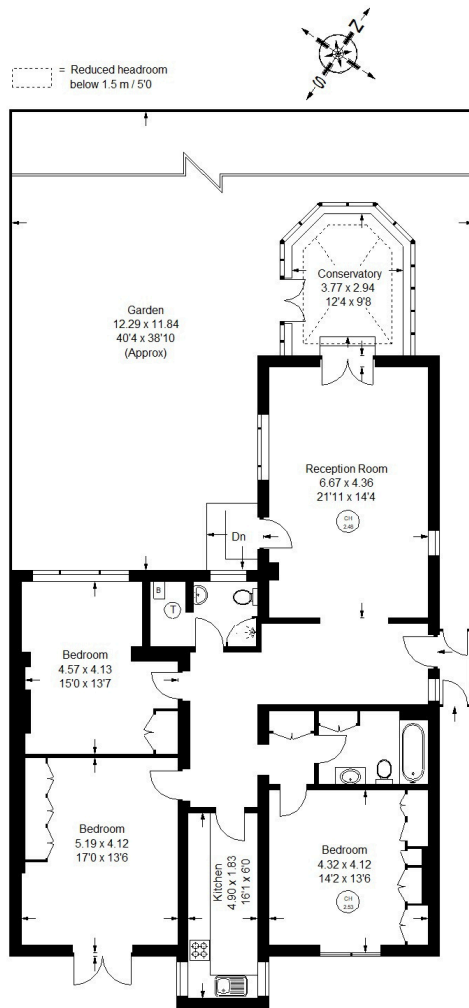 N
S
= Reduced headroom
below 1.5 m / 5'0
Conservatory
3.77 x 2.94
12'4 x 9'8
Garden
12.29 x 11.84
40'4 x 38'10
(Approx)
Reception Room
6.67 x 4.36
21'11 x 14'4
CH
2.48
Dn
B
T
Bedroom
4.57 x 4.13
15'0 x 13'7
Bedroom
5.19 x 4.12
17'0 x 13'6
Kitchen
4.90 x 1.83
16'1 x 6'0
Bedroom
4.32 x 4.12
14'2 x 13'6
CH
2.53